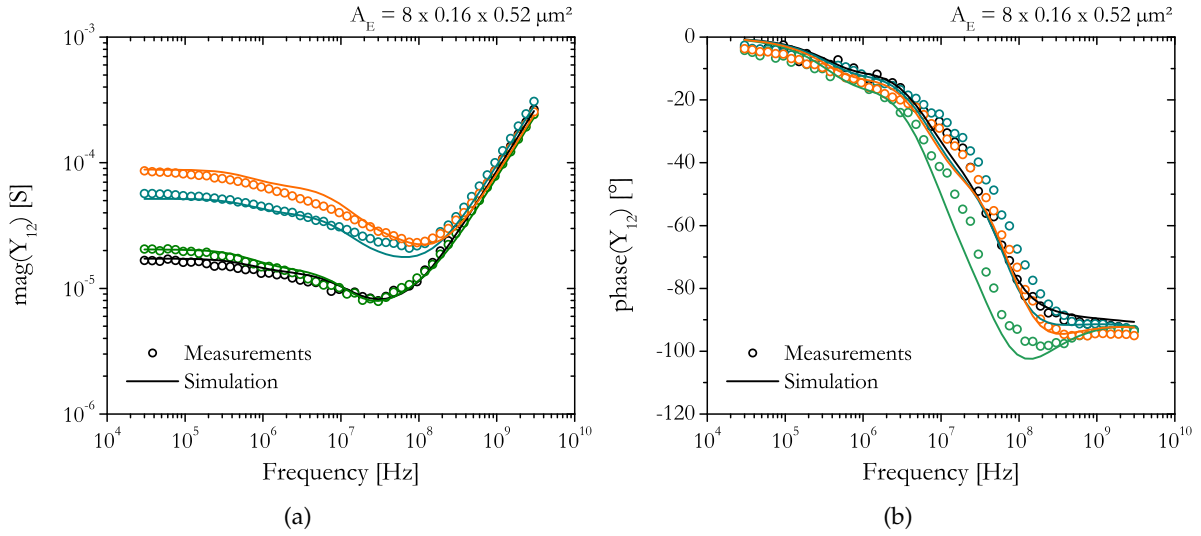 A_E = 8 x 0.16 x 0.52 µm²
10^-3
10^-4
10^-5
10^-6
mag(Y_12) [S]
Measurements
Simulation
10^4 10^5 10^6 10^7 10^8 10^9 10^10
Frequency [Hz]
(a)
A_E = 8 x 0.16 x 0.52 µm²
0
-20
-40
-60
-80
-100
-120
phase(Y_12) [°]
Measurements
Simulation
10^4 10^5 10^6 10^7 10^8 10^9 10^10
Frequency [Hz]
(b)